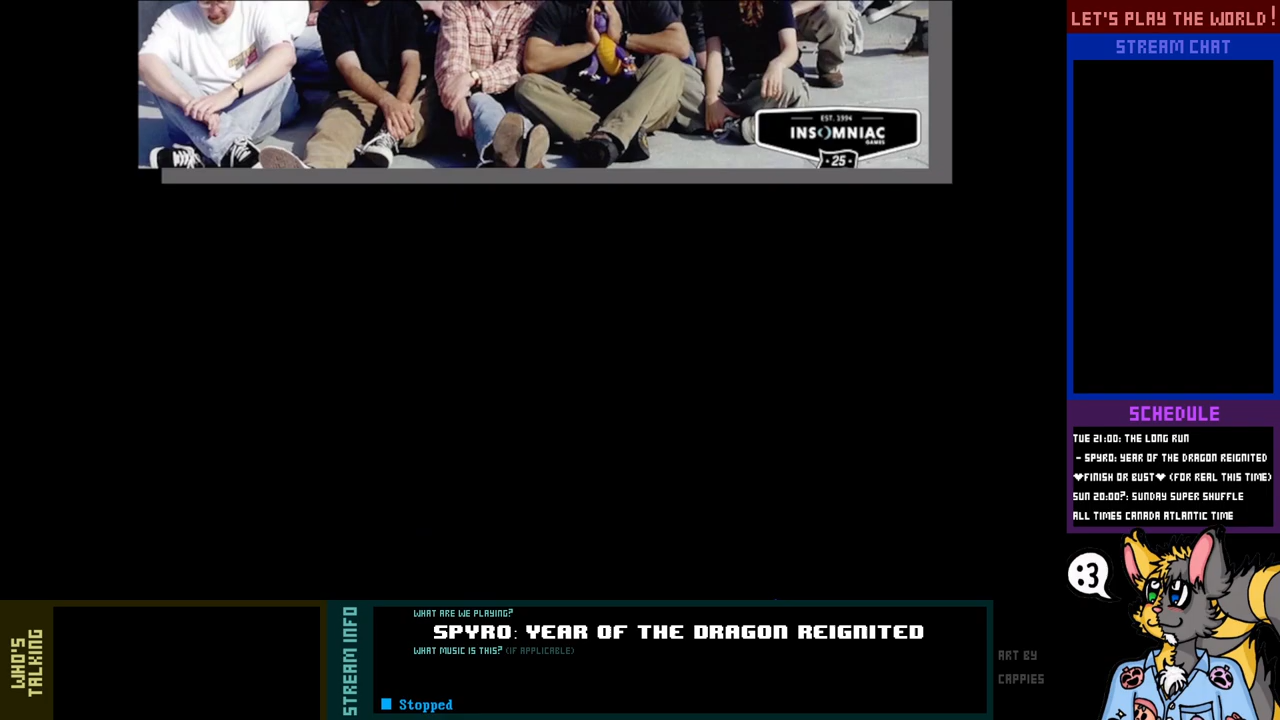 EST. 1994
INSOMNIAC
GAMES
25
LET'S PLAY THE WORLD!
STREAM CHAT
SCHEDULE
TUE 21:00: THE LONG RUN
- SPYRO: YEAR OF THE DRAGON REIGNITED
❤FINISH OR BUST❤ (FOR REAL THIS TIME)
SUN 20:00?: SUNDAY SUPER SHUFFLE
ALL TIMES CANADA ATLANTIC TIME
:3
WHO'S
TALKING
STREAM INFO
WHAT ARE WE PLAYING?
SPYRO: YEAR OF THE DRAGON REIGNITED
WHAT MUSIC IS THIS? (IF APPLICABLE)
Stopped
ART BY
CAPPIES